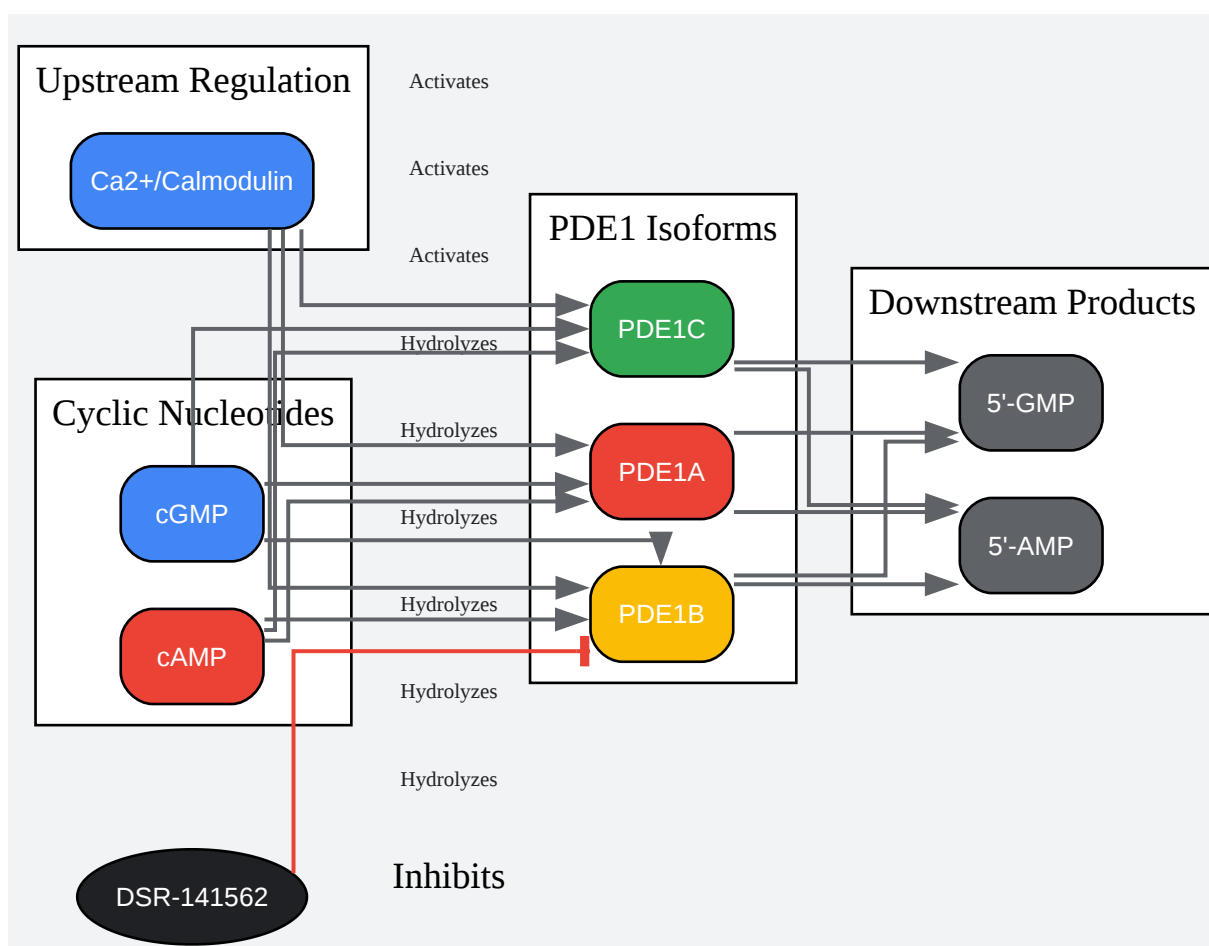 Upstream Regulation
Ca2+/Calmodulin
Activates
Activates
Activates
Hydrolyzes
Hydrolyzes
Hydrolyzes
Hydrolyzes
Hydrolyzes
Hydrolyzes
Inhibits
Cyclic Nucleotides
cGMP
cAMP
DSR-141562
PDE1 Isoforms
PDE1C
PDE1A
PDE1B
Downstream Products
5'-GMP
5'-AMP